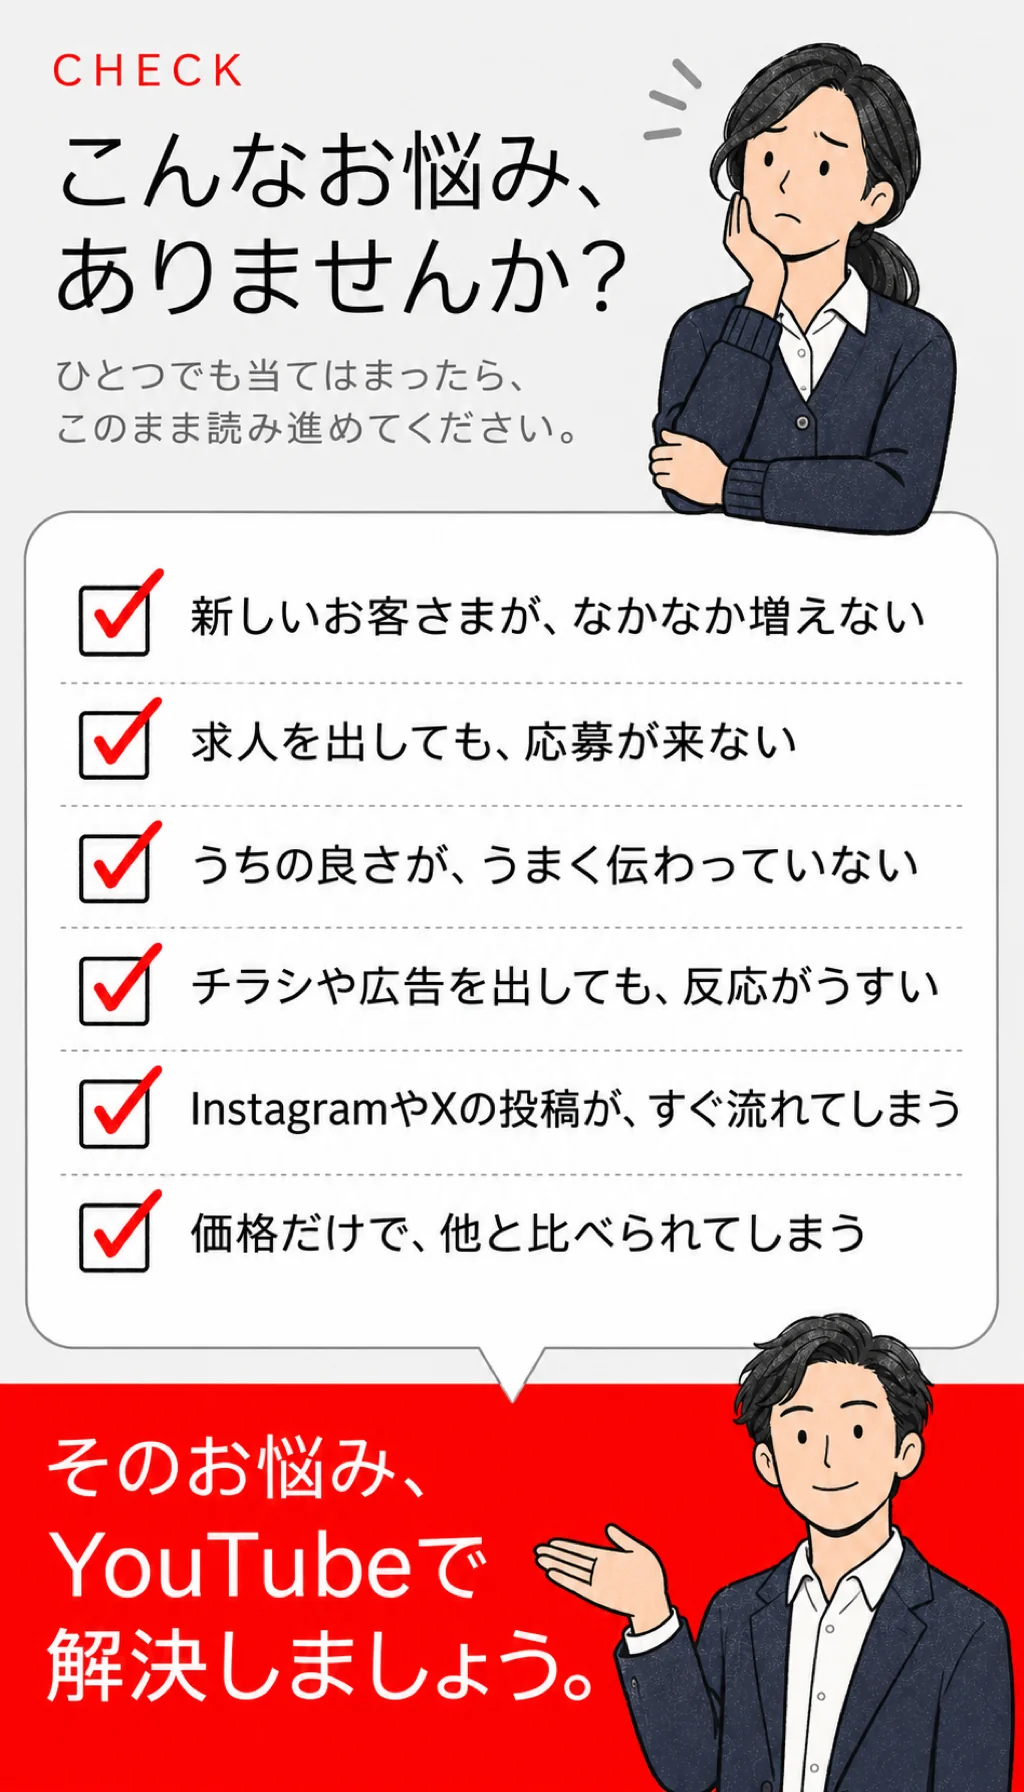 CHECK
こんなお悩み、
ありませんか？
ひとつでも当てはまったら、
このまま読み進めてください。
新しいお客さまが、なかなか増えない
求人を出しても、応募が来ない
うちの良さが、うまく伝わっていない
チラシや広告を出しても、反応がうすい
InstagramやXの投稿が、すぐ流れてしまう
価格だけで、他と比べられてしまう
そのお悩み、
YouTubeで
解決しましょう。